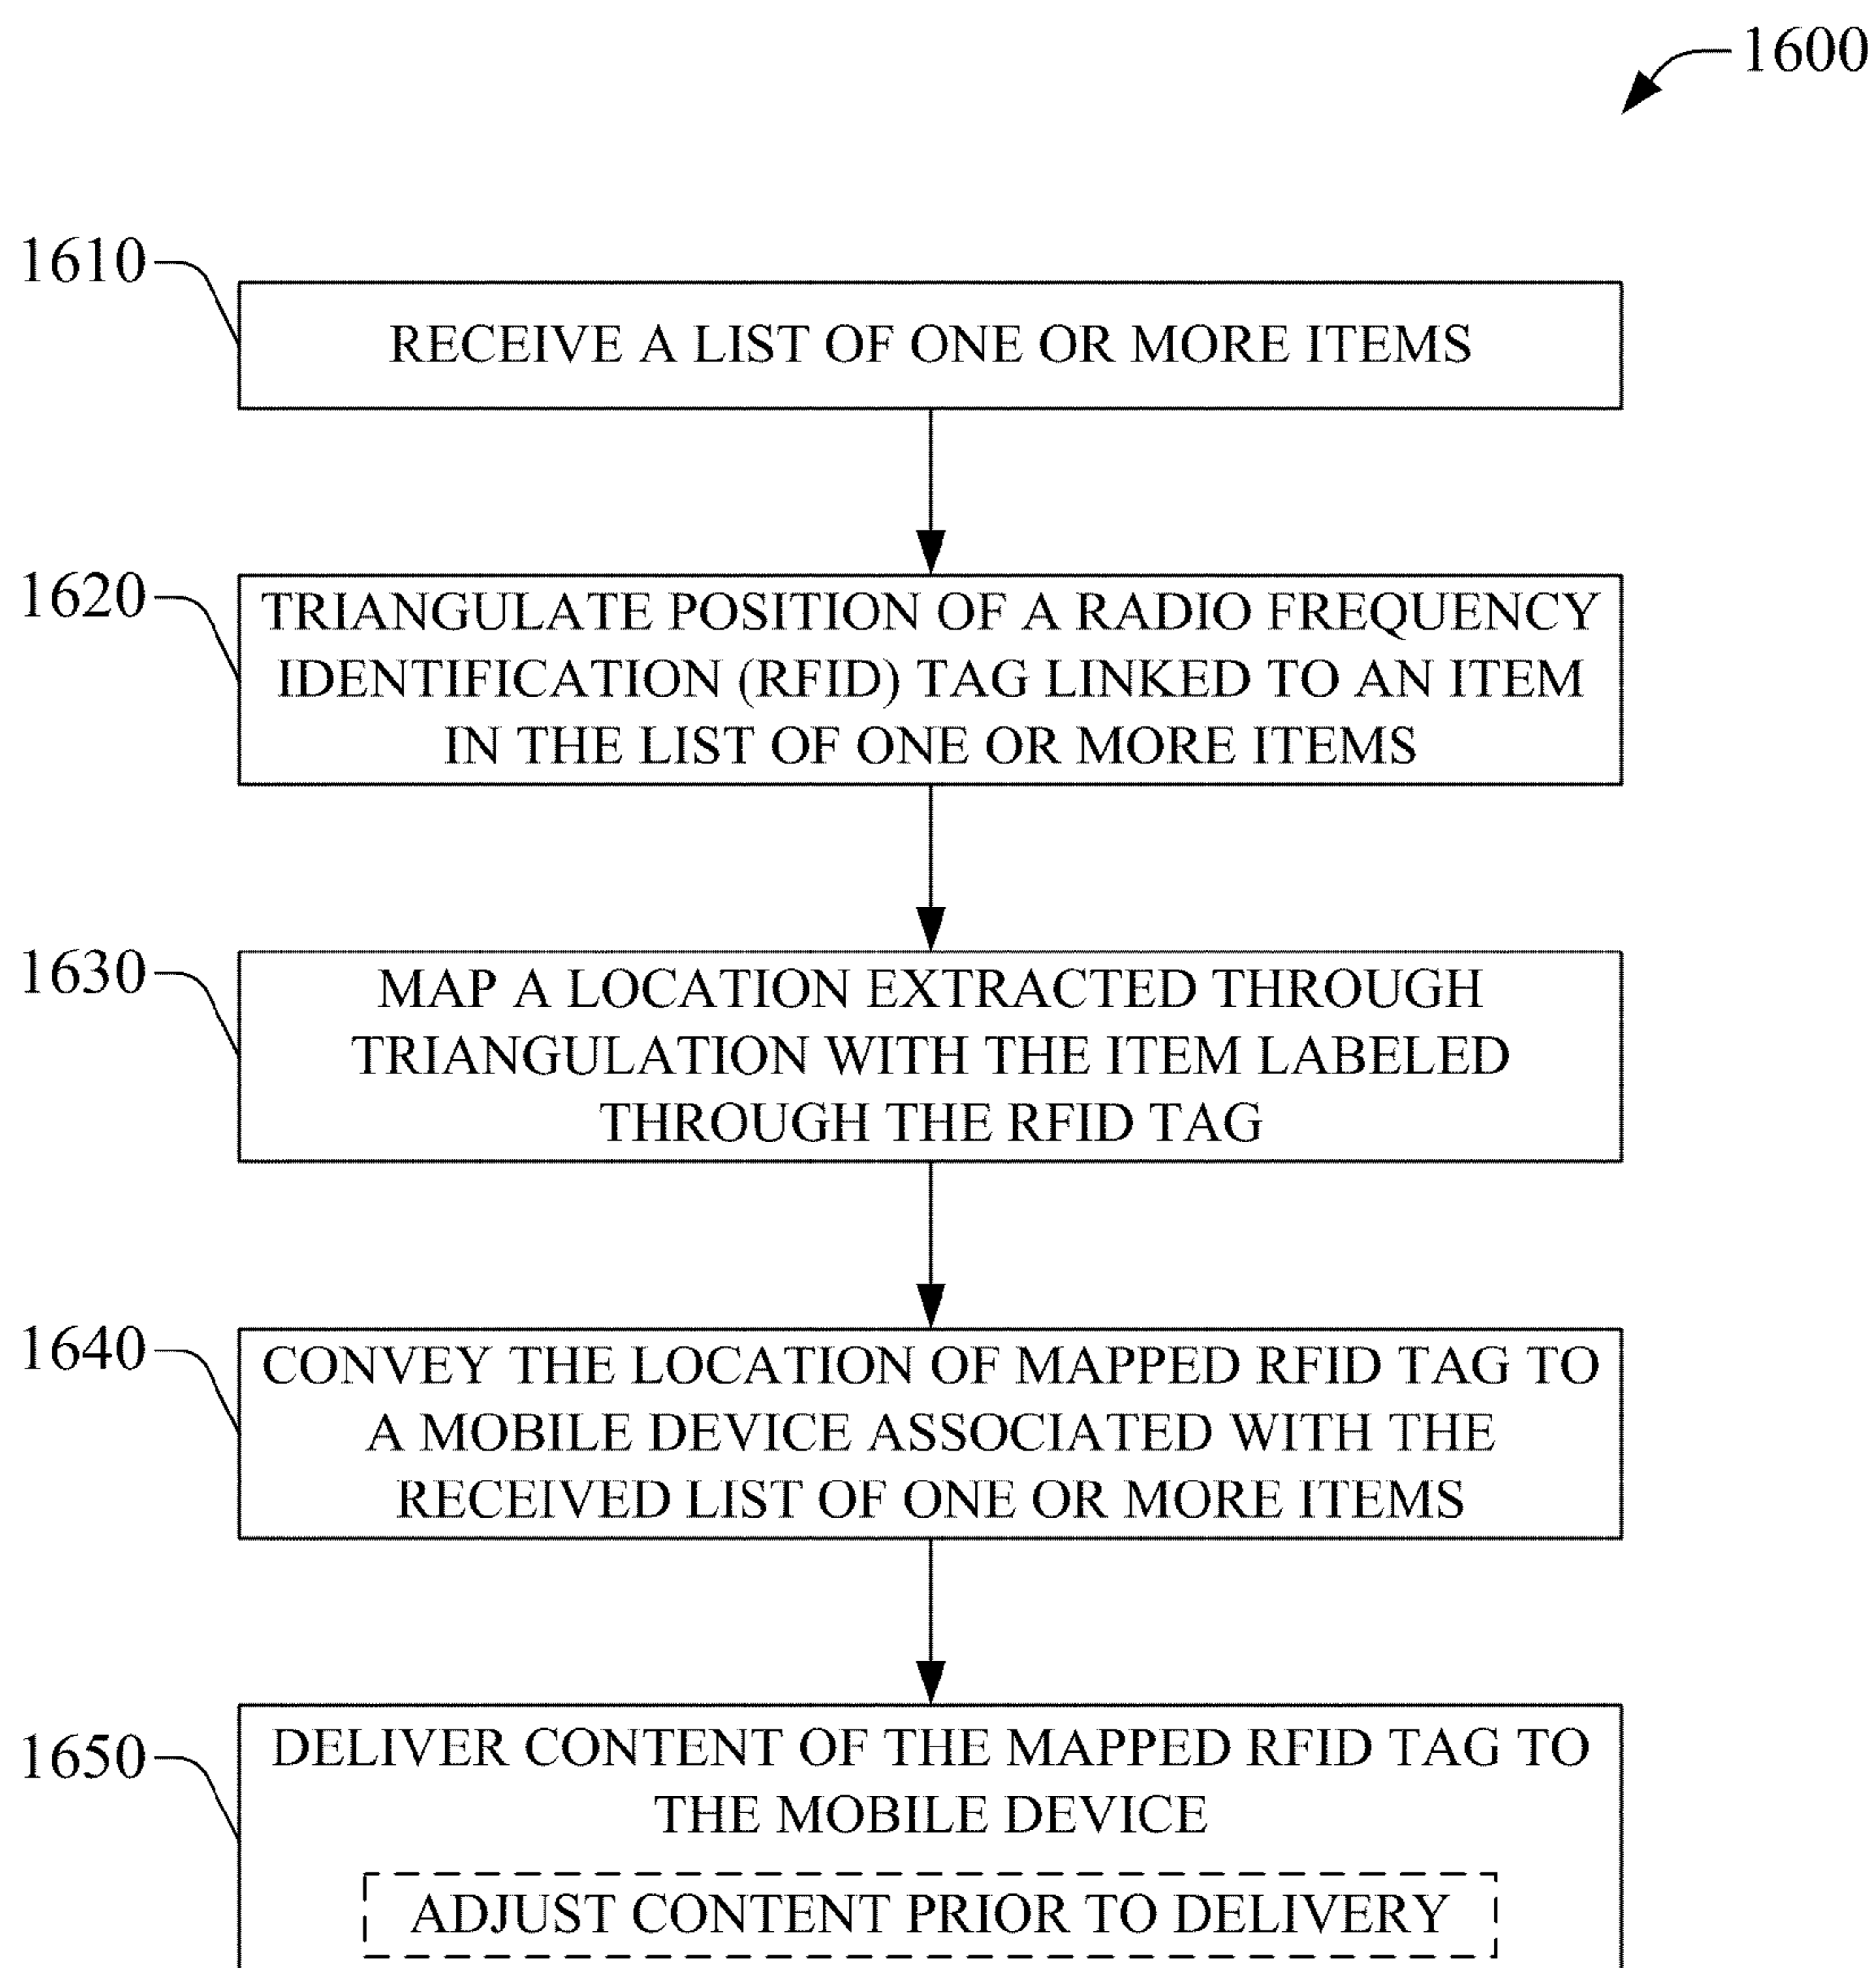 1600
1610
RECEIVE A LIST OF ONE OR MORE ITEMS
1620
TRIANGULATE POSITION OF A RADIO FREQUENCY
IDENTIFICATION (RFID) TAG LINKED TO AN ITEM
IN THE LIST OF ONE OR MORE ITEMS
1630
MAP A LOCATION EXTRACTED THROUGH
TRIANGULATION WITH THE ITEM LABELED
THROUGH THE RFID TAG
1640
CONVEY THE LOCATION OF MAPPED RFID TAG TO
A MOBILE DEVICE ASSOCIATED WITH THE
RECEIVED LIST OF ONE OR MORE ITEMS
1650
DELIVER CONTENT OF THE MAPPED RFID TAG TO
THE MOBILE DEVICE
ADJUST CONTENT PRIOR TO DELIVERY